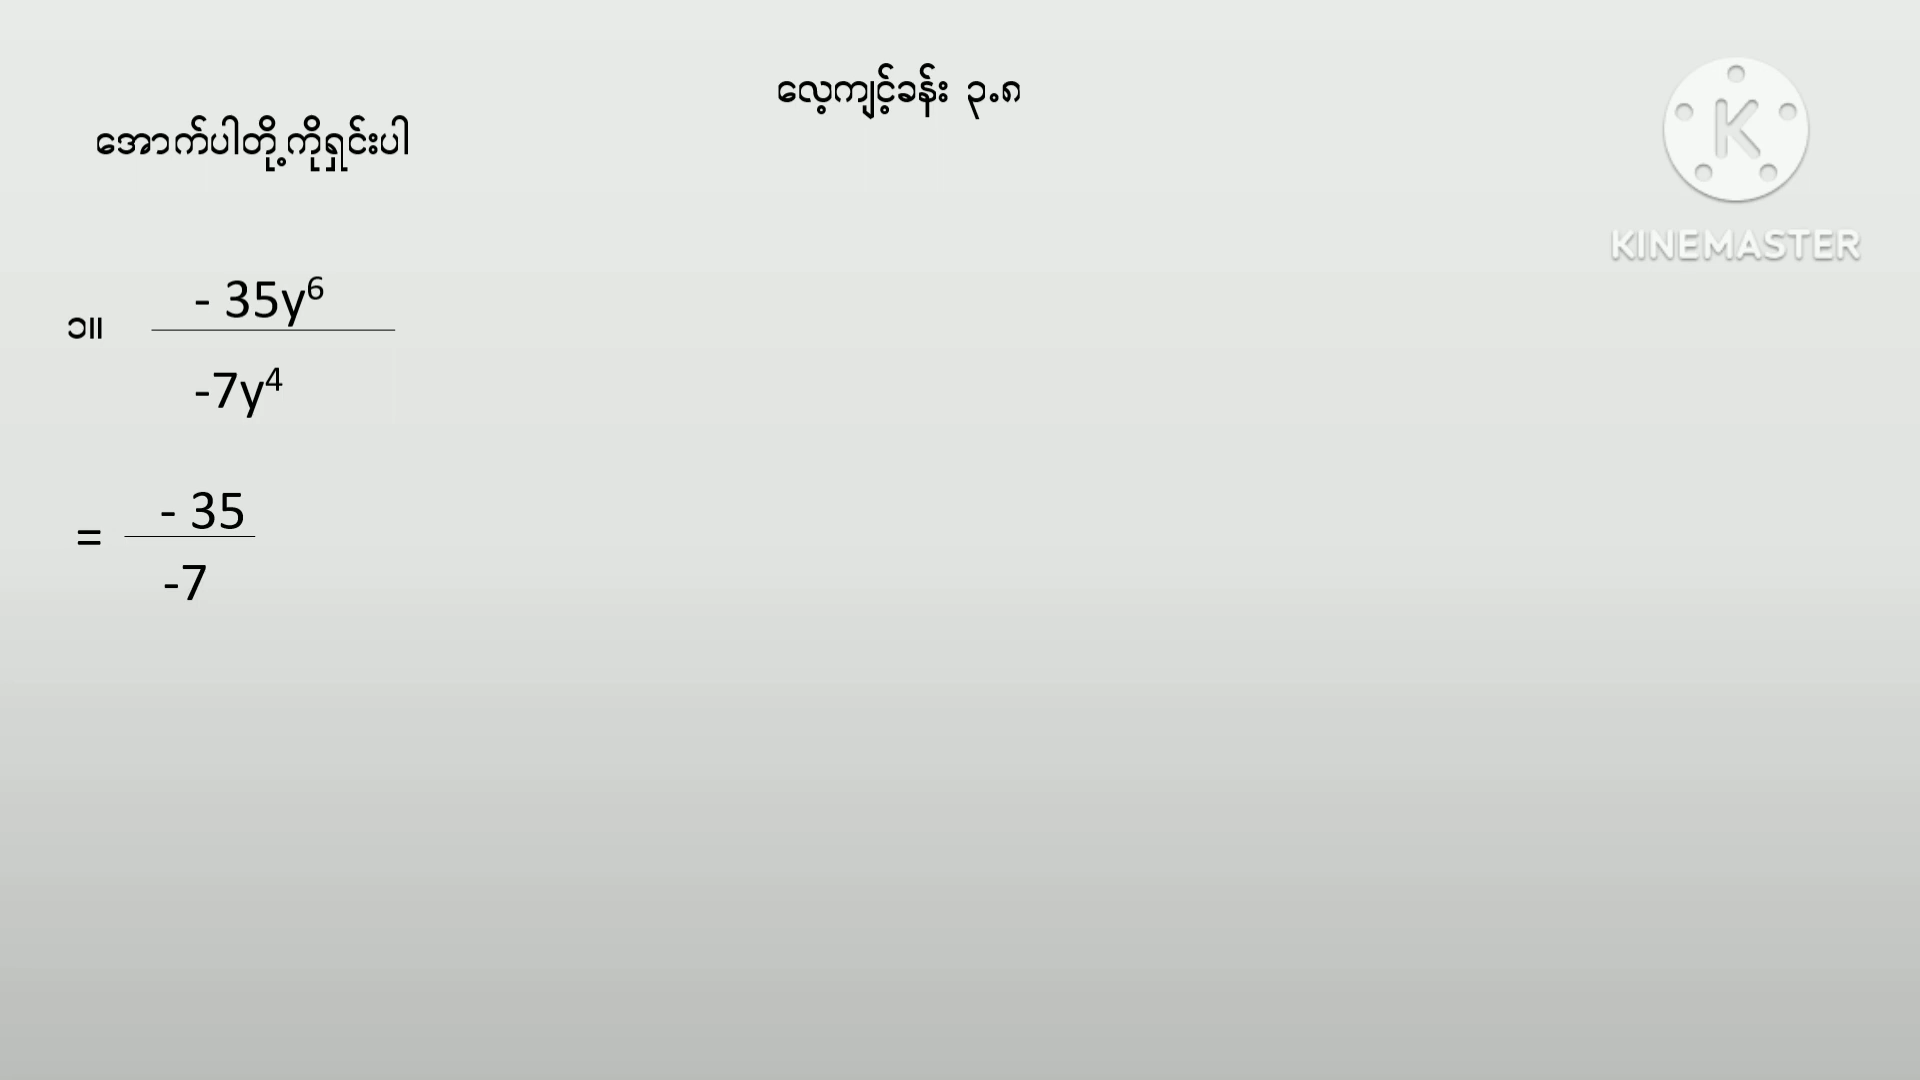 လေ့ကျင့်ခန်း ၃.၈
အောက်ပါတို့ကိုရှင်းပါ
KINEMASTER
- 35y⁶
၁။
-7y⁴
- 35
=
-7